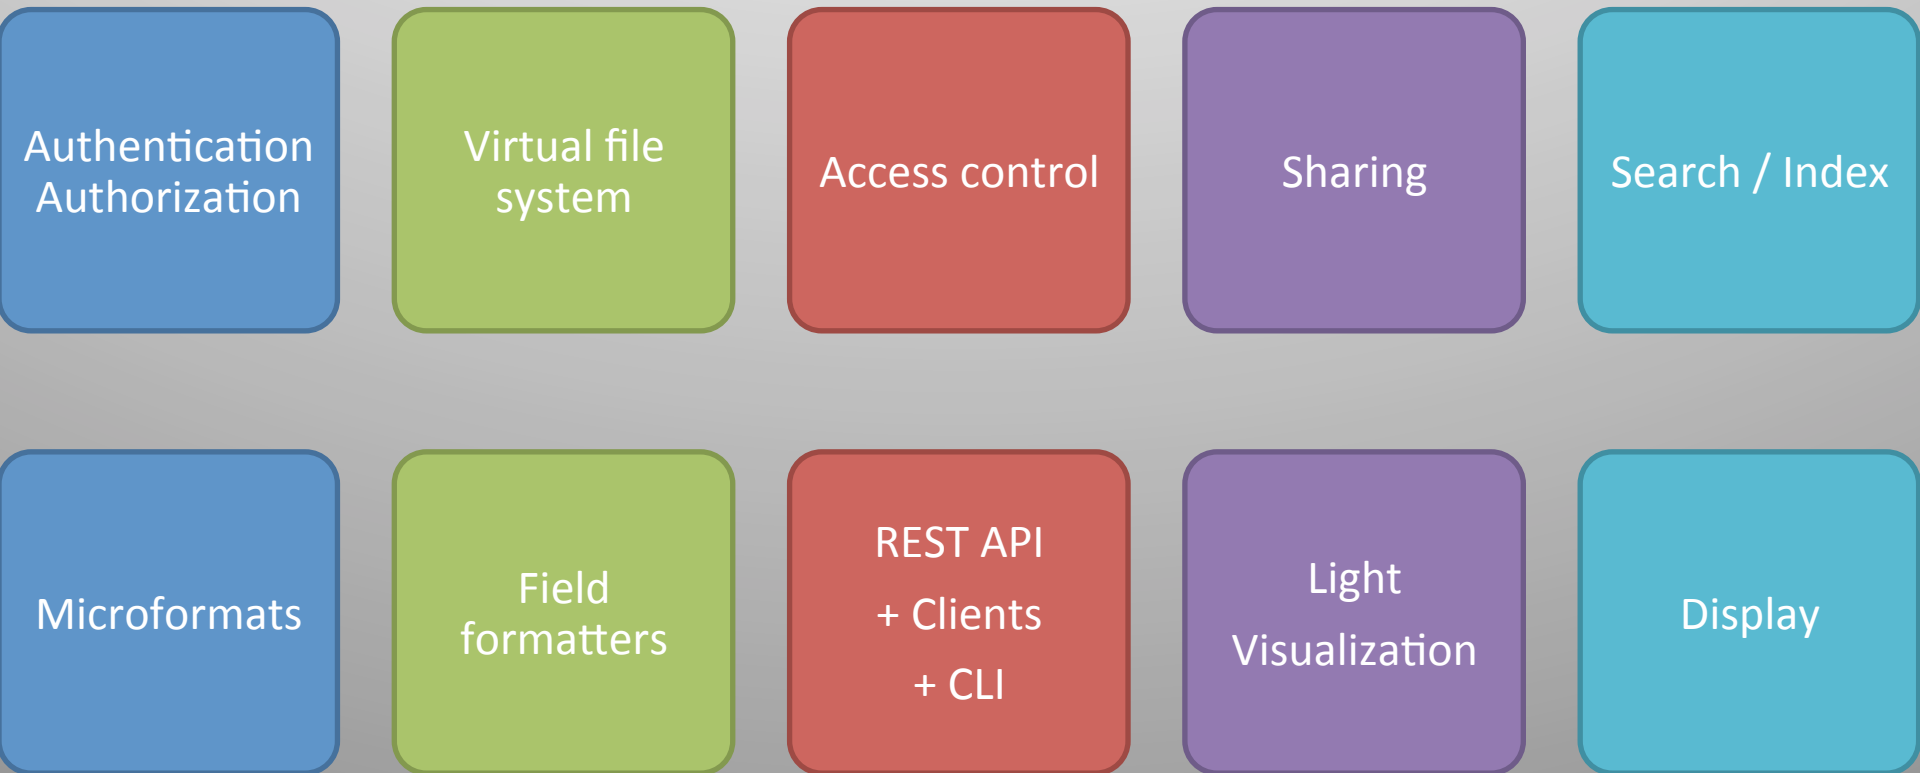 Authentication
Authorization
Virtual file
system
Access control
Sharing
Search / Index
Microformats
Field
formatters
REST API
+ Clients
+ CLI
Light
Visualization
Display